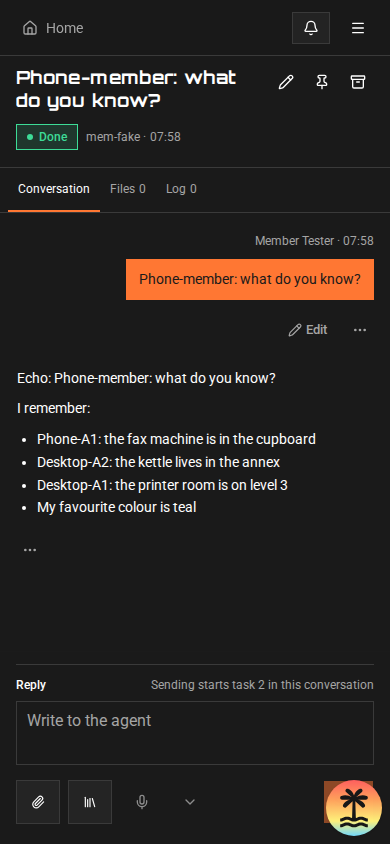 Home
Phone-member: what
do you know?
Done
mem-fake · 07:58
Conversation
Files 0
Log 0
Member Tester · 07:58
Phone-member: what do you know?
Edit
Echo: Phone-member: what do you know?
I remember:
• Phone-A1: the fax machine is in the cupboard
• Desktop-A2: the kettle lives in the annex
• Desktop-A1: the printer room is on level 3
• My favourite colour is teal
Reply
Sending starts task 2 in this conversation
Write to the agent